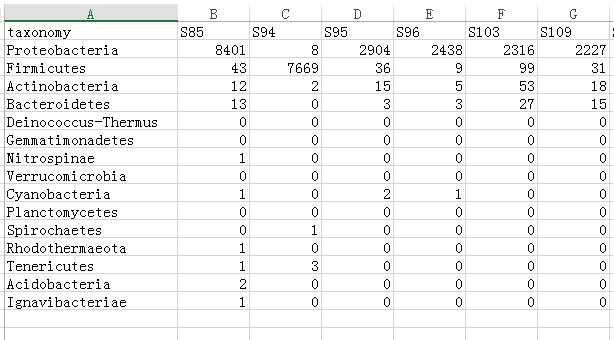 A B C D E F G
taxonomy S85 S94 S95 S96 S103 S109
Proteobacteria 8401 8 2904 2438 2316 2227
Firmicutes 43 7669 36 9 99 31
Actinobacteria 12 2 15 5 53 18
Bacteroidetes 13 0 3 3 27 15
Deinococcus-Thermus 0 0 0 0 0 0
Gemmatimonadetes 0 0 0 0 0 0
Nitrospinae 1 0 0 0 0 0
Verrucomicrobia 0 0 0 0 0 0
Cyanobacteria 1 0 2 1 0 0
Planctomycetes 0 0 0 0 0 0
Spirochaetes 0 1 0 0 0 0
Rhodothermaeota 1 0 0 0 0 0
Tenericutes 1 3 0 0 0 0
Acidobacteria 2 0 0 0 0 0
Ignavibacteriae 1 0 0 0 0 0